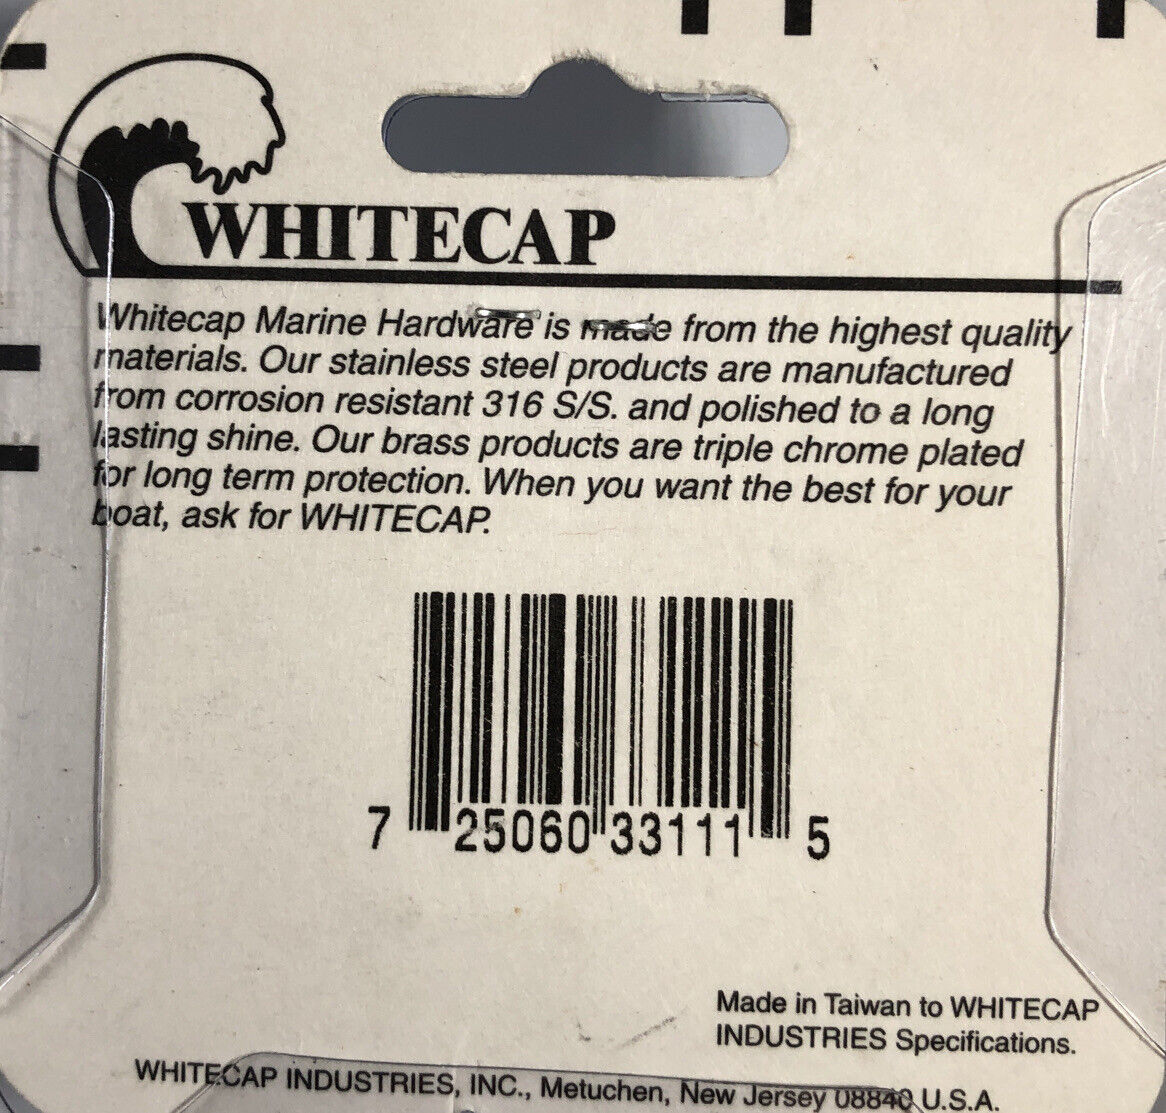 WHITECAP
Whitecap Marine Hardware is made from the highest quality
materials. Our stainless steel products are manufactured
from corrosion resistant 316 S/S. and polished to a long
lasting shine. Our brass products are triple chrome plated
for long term protection. When you want the best for your
boat, ask for WHITECAP.
7 25060 33111 5
Made in Taiwan to WHITECAP
INDUSTRIES Specifications.
WHITECAP INDUSTRIES, INC., Metuchen, New Jersey 08840 U.S.A.